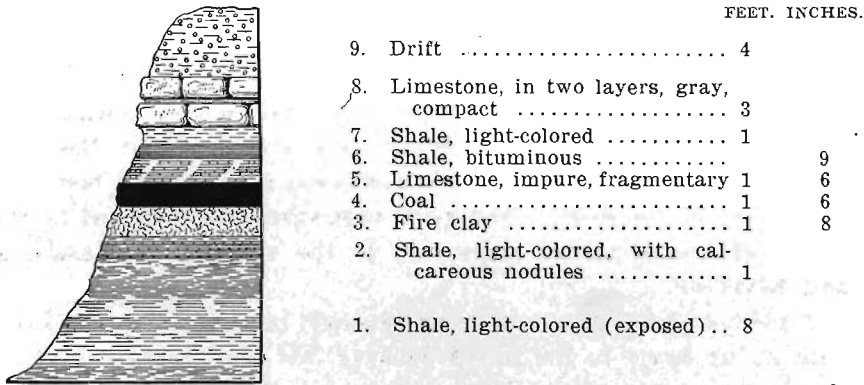 FEET. INCHES.
9. Drift ........................ 4
8. Limestone, in two layers, gray,
compact .................. 3
7. Shale, light-colored ........... 1
6. Shale, bituminous ........... 9
5. Limestone, impure, fragmentary 1 6
4. Coal ......................... 1 6
3. Fire clay .................... 1 8
2. Shale, light-colored, with cal-
careous nodules ............ 1
1. Shale, light-colored (exposed) .. 8